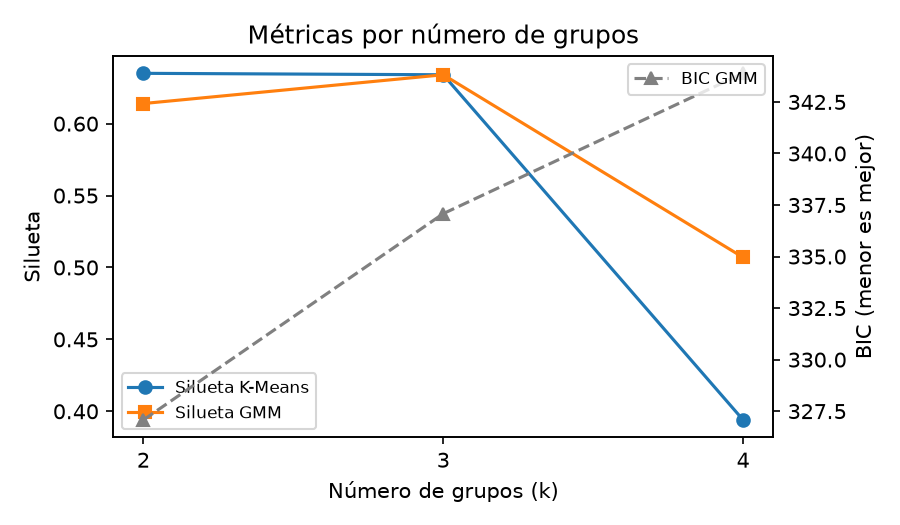 Métricas por número de grupos
BIC GMM
Silueta K-Means
Silueta GMM
Silueta
0.60
0.55
0.50
0.45
0.40
342.5
340.0
337.5
335.0
332.5
330.0
327.5
BIC (menor es mejor)
2 3 4
Número de grupos (k)